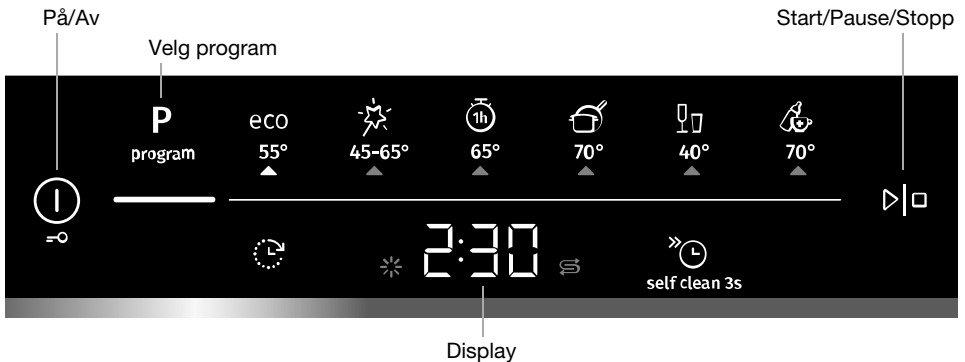 På/Av
Start/Pause/Stopp
Velg program
P
program
eco
55°
45-65°
1h
65°
70°
40°
70°
2:30
self clean 3s
Display